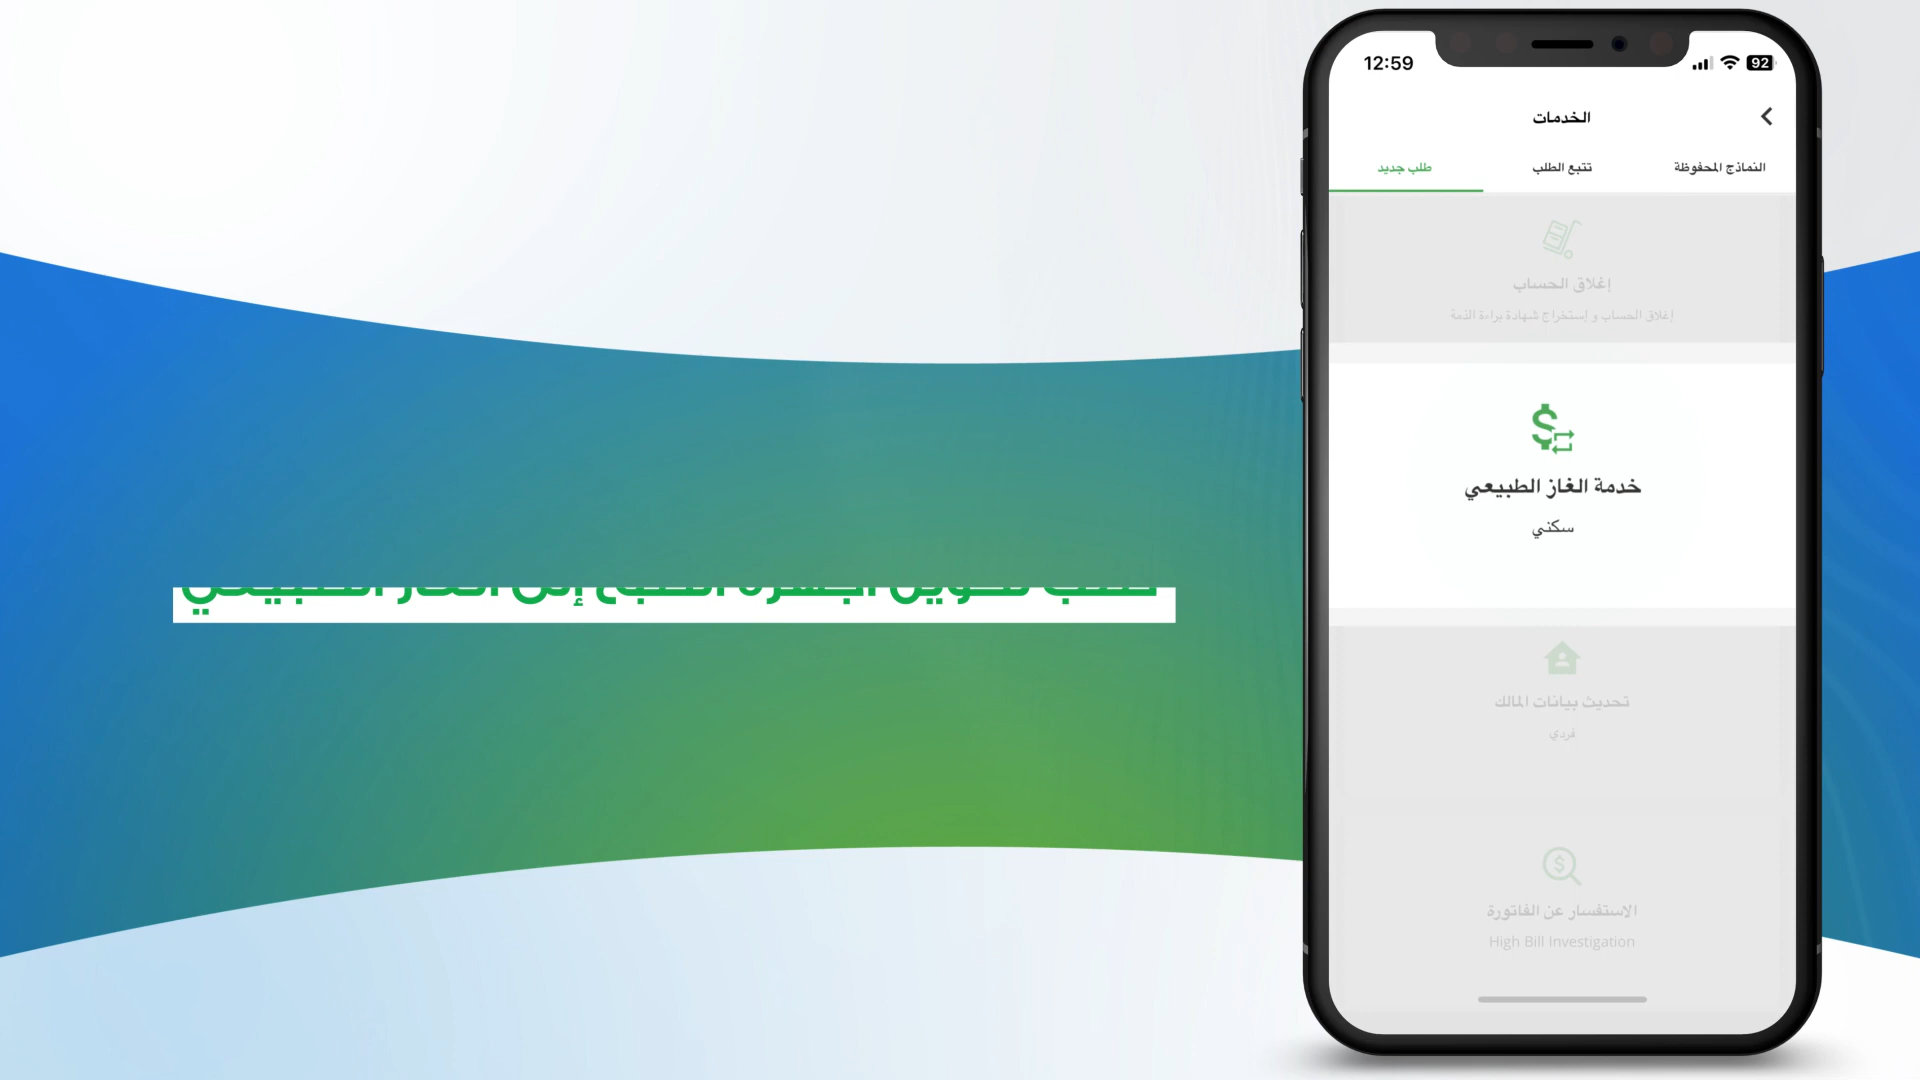 12:59
92
الخدمات
النماذج المحفوظة
تتبع الطلب
طلب جديد
إغلاق الحساب
إغلاق الحساب و إستخراج شهادة براءة الذمة
خدمة الغاز الطبيعي
سكني
تحديث بيانات المالك
فردي
الاستفسار عن الفاتورة
High Bill Investigation